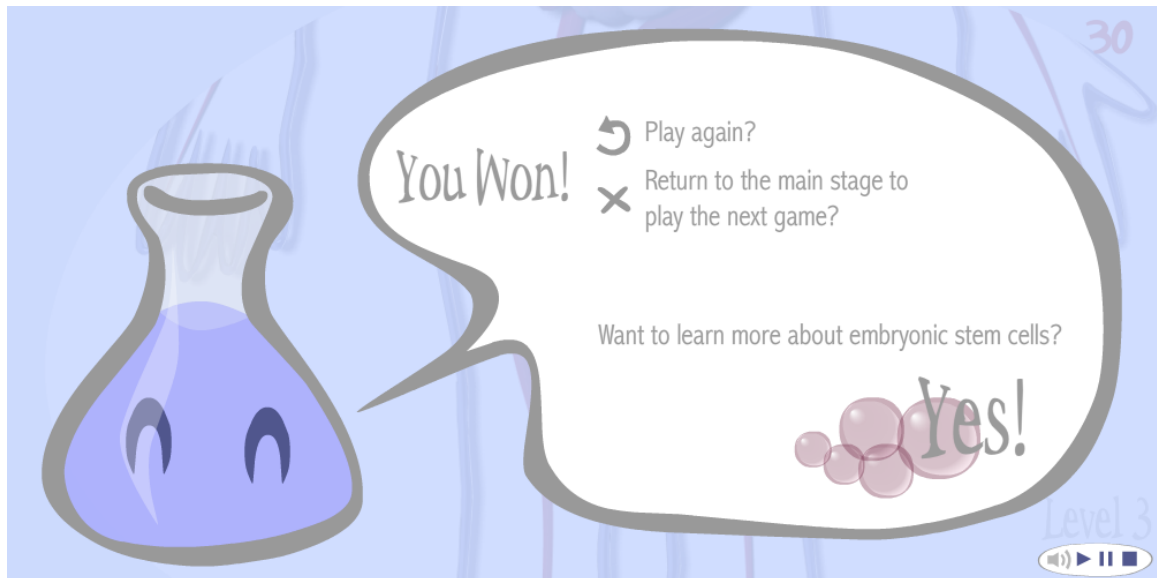 30
You Won!
Play again?
Return to the main stage to
play the next game?
Want to learn more about embryonic stem cells?
Yes!
Level 3